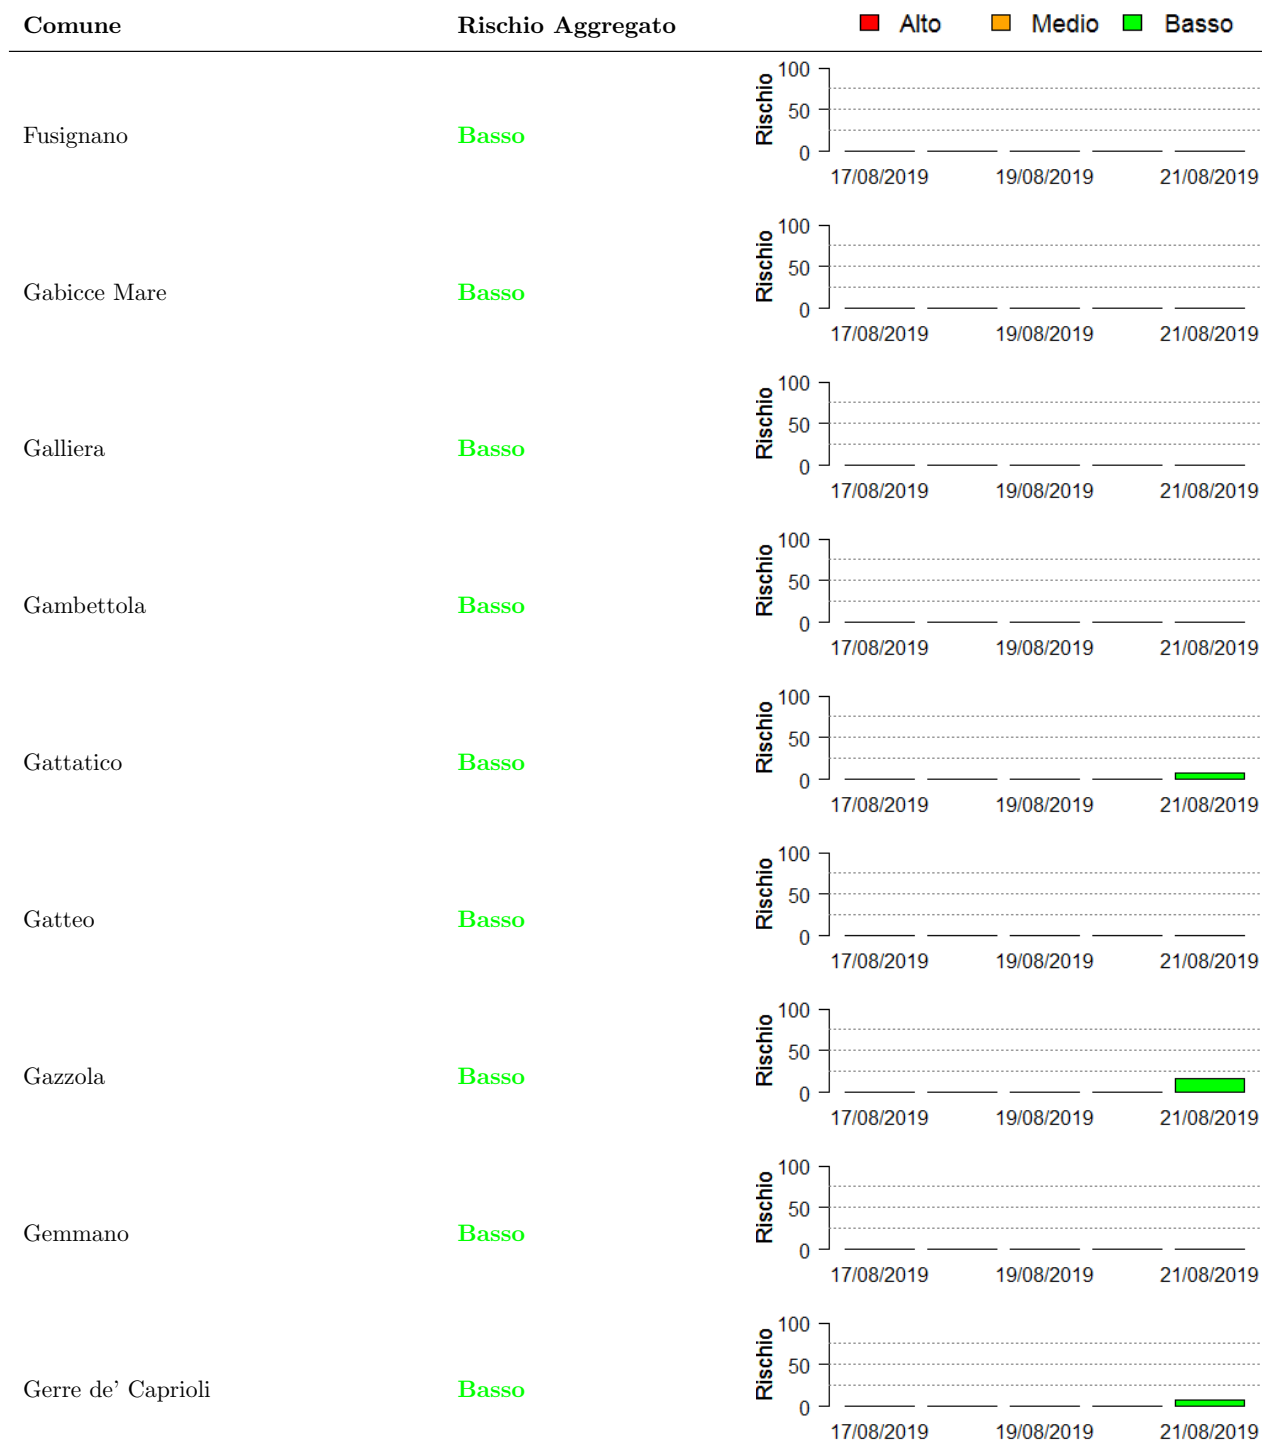 Comune Rischio Aggregato Alto Medio Basso
Fusignano Basso Rischio 100 50 0
17/08/2019 19/08/2019 21/08/2019
Gabicce Mare Basso Rischio 100 50 0
17/08/2019 19/08/2019 21/08/2019
Galliera Basso Rischio 100 50 0
17/08/2019 19/08/2019 21/08/2019
Gambettola Basso Rischio 100 50 0
17/08/2019 19/08/2019 21/08/2019
Gattatico Basso Rischio 100 50 0
17/08/2019 19/08/2019 21/08/2019
Gatteo Basso Rischio 100 50 0
17/08/2019 19/08/2019 21/08/2019
Gazzola Basso Rischio 100 50 0
17/08/2019 19/08/2019 21/08/2019
Gemmano Basso Rischio 100 50 0
17/08/2019 19/08/2019 21/08/2019
Gerre de' Caprioli Basso Rischio 100 50 0
17/08/2019 19/08/2019 21/08/2019